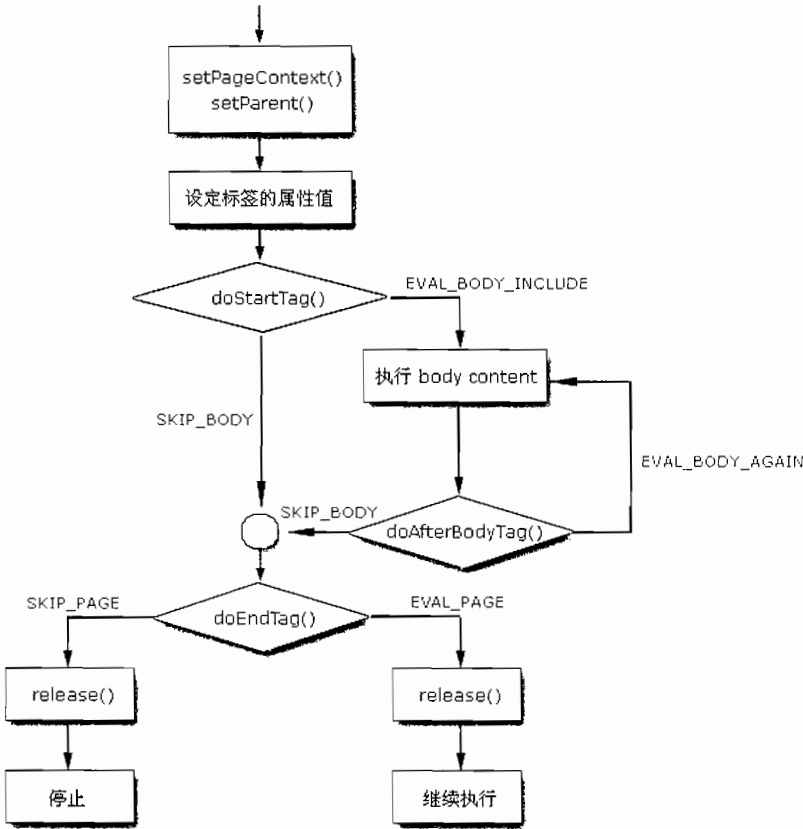 setPageContext()
setParent()
设定标签的属性值
doStartTag()
EVAL_BODY_INCLUDE
执行 body content
SKIP_BODY
EVAL_BODY_AGAIN
SKIP_BODY
doAfterBodyTag()
SKIP_PAGE
doEndTag()
EVAL_PAGE
release()
release()
停止
继续执行